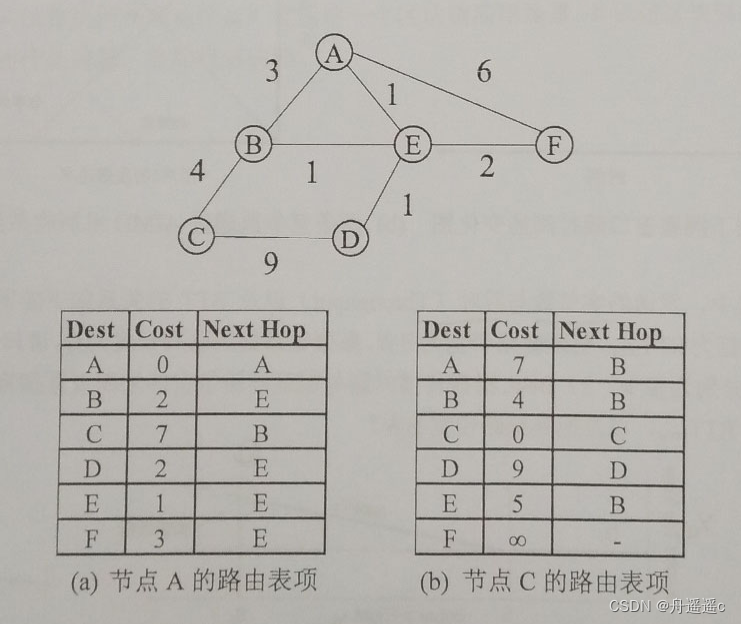 A
3
6
1
B
E
F
4
1
2
1
C
D
9
Dest Cost Next Hop
A 0 A
B 2 E
C 7 B
D 2 E
E 1 E
F 3 E
(a) 节点 A 的路由表项
Dest Cost Next Hop
A 7 B
B 4 B
C 0 C
D 9 D
E 5 B
F ∞ -
(b) 节点 C 的路由表项
CSDN @丹遥遥c